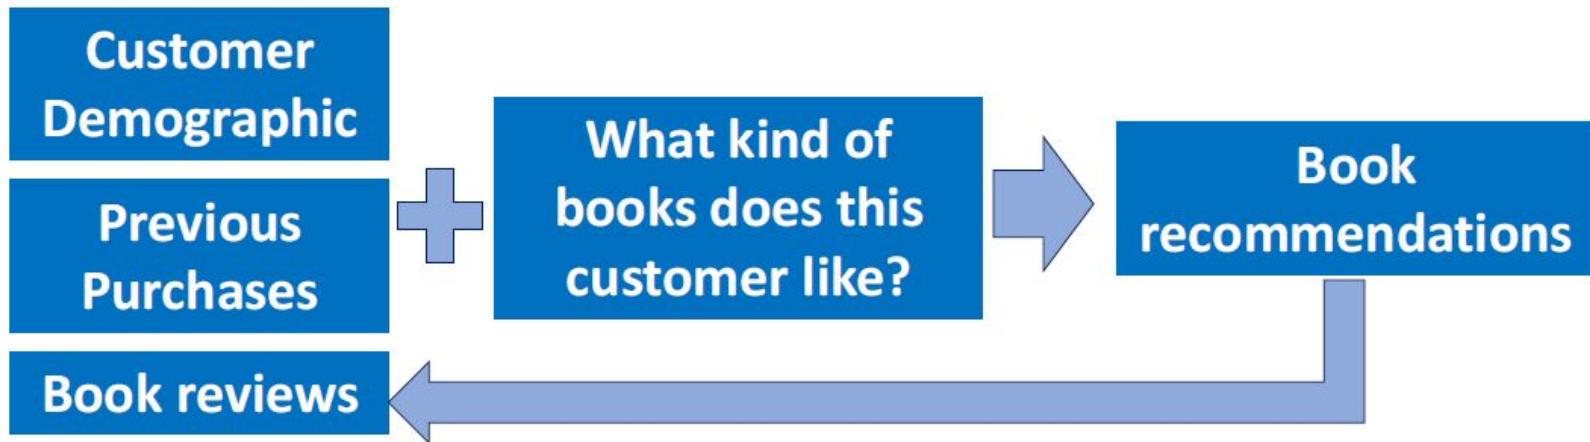 Customer
Demographic
Previous
Purchases
Book reviews
What kind of
books does this
customer like?
Book
recommendations